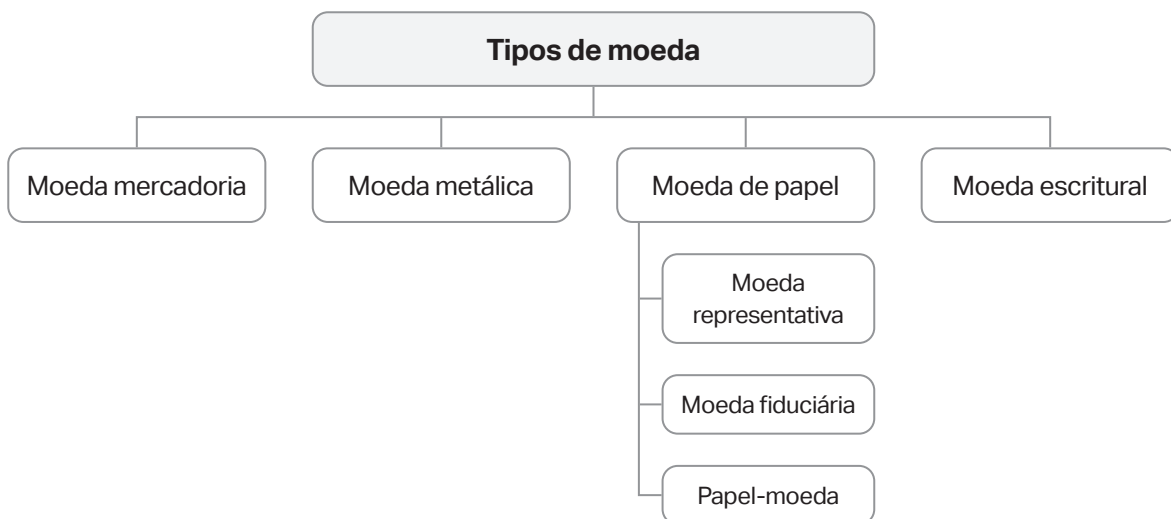 Tipos de moeda
Moeda mercadoria
Moeda metálica
Moeda de papel
Moeda escritural
Moeda
representativa
Moeda fiduciária
Papel-moeda